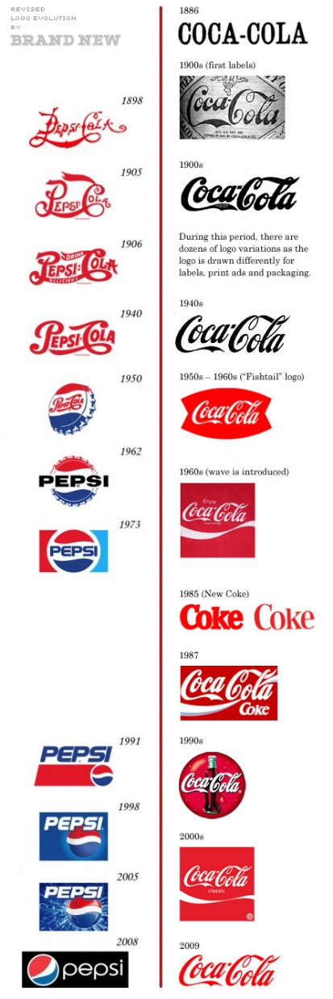 REVISED
LOGO EVOLUTION
BY
BRAND NEW
1898
Pepsi-Cola
1905
PEPSI:COLA
1906
DRINK
PEPSI:COLA
DELICIOUS
1940
PEPSI-COLA
1950
PEPSI-COLA
1962
PEPSI
1973
PEPSI
1991
PEPSI
1998
PEPSI
2005
PEPSI
2008
pepsi
1886
COCA-COLA
1900s (first labels)
Coca-Cola
1900s
Coca-Cola
During this period, there are
dozens of logo variations as the
logo is drawn differently for
labels, print ads and packaging.
1940s
Coca-Cola
1950s – 1960s (“Fishtail” logo)
Coca-Cola
1960s (wave is introduced)
Enjoy
Coca-Cola
1985 (New Coke)
Coke Coke
1987
Coca-Cola
Coke
1990s
Coca-Cola
2000s
Coca-Cola
classic
®
2009
Coca-Cola